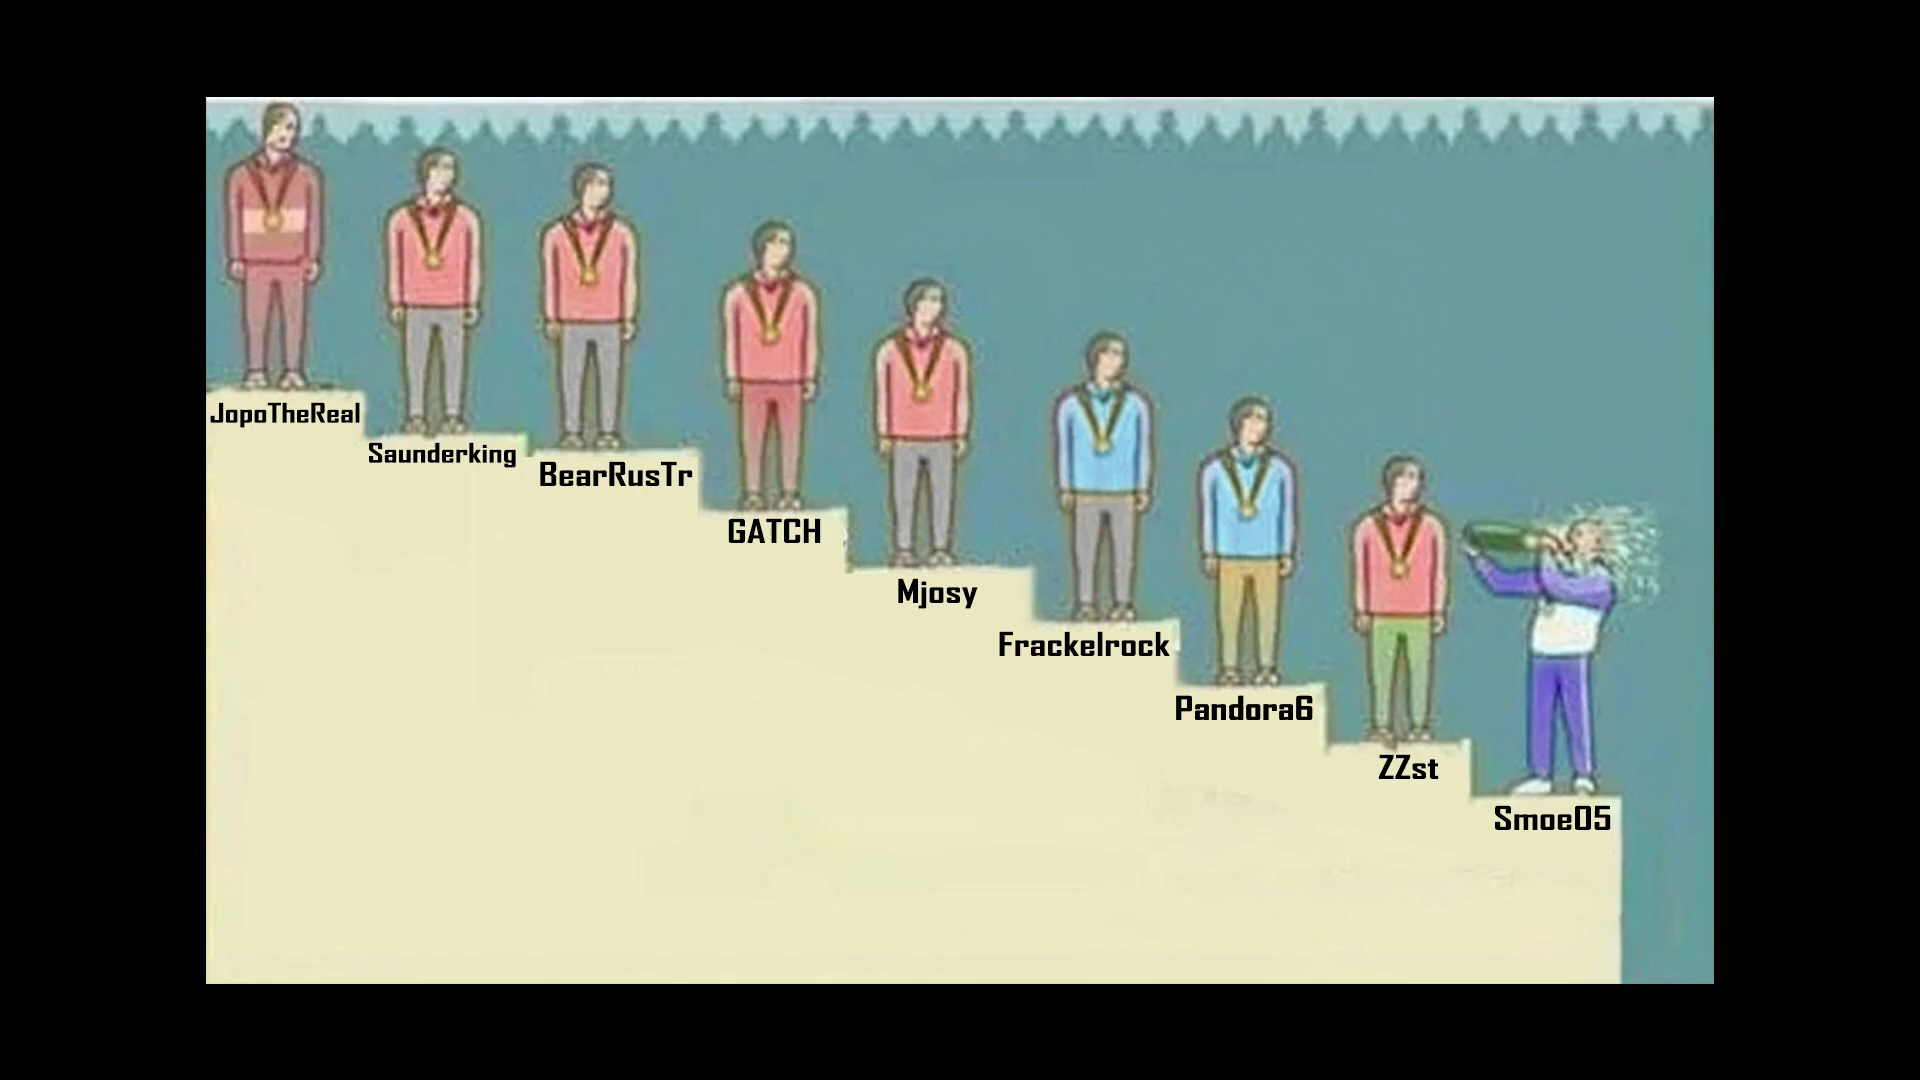 JopoTheReal
Saunderking
BearRusTr
GATCH
Mjosy
Frackelrock
Pandora6
ZZst
Smoe05